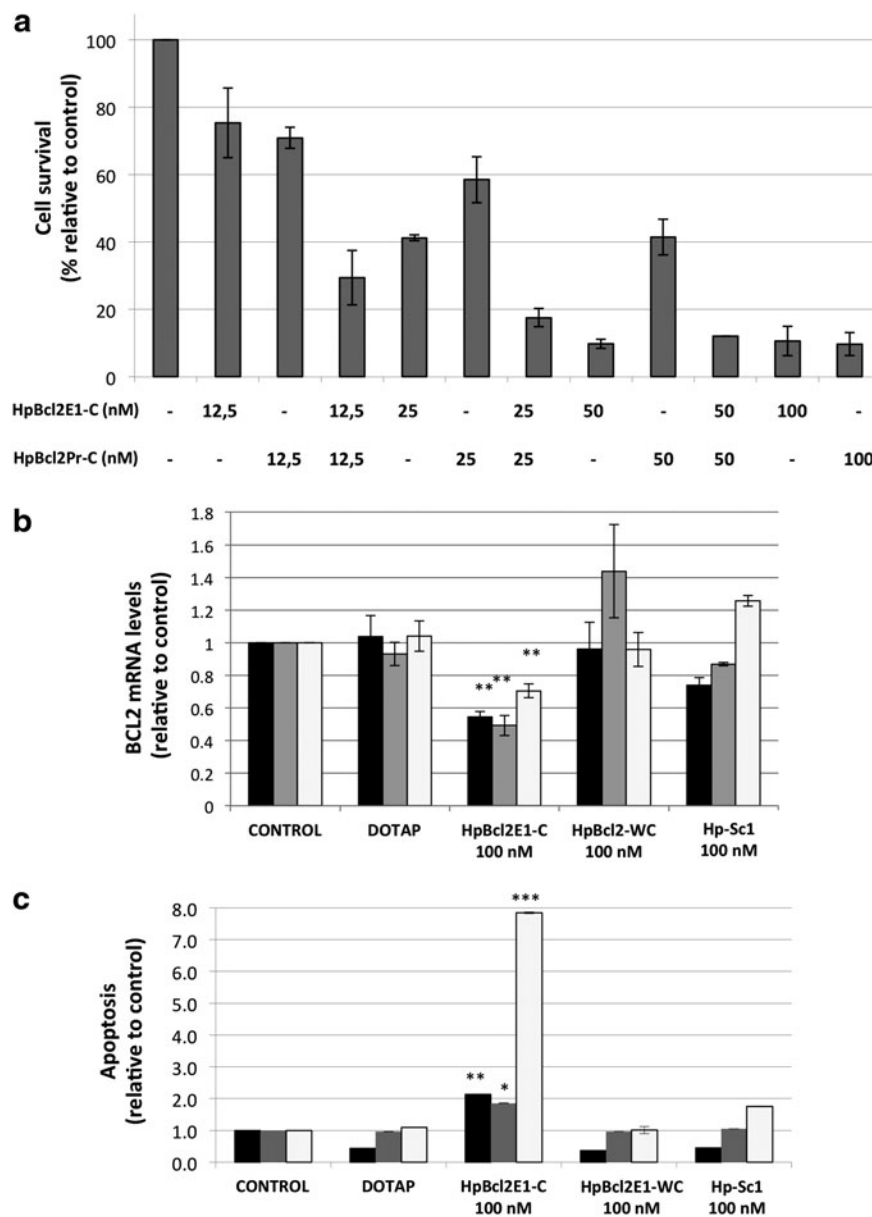 a
Cell survival
(% relative to control)
100
80
60
40
20
0
HpBcl2E1-C (nM) - 12,5 - 12,5 25 - 25 50 - 50 100 -
HpBcl2Pr-C (nM) - - 12,5 12,5 - 25 25 - 50 50 - 100
b
BCL2 mRNA levels
(relative to control)
1.8
1.6
1.4
1.2
1
0.8
0.6
0.4
0.2
0
** ** **
CONTROL DOTAP HpBcl2E1-C HpBcl2-WC Hp-Sc1
100 nM 100 nM 100 nM
c
Apoptosis
(relative to control)
8.0
7.0
6.0
5.0
4.0
3.0
2.0
1.0
0.0
** * ***
CONTROL DOTAP HpBcl2E1-C HpBcl2E1-WC Hp-Sc1
100 nM 100 nM 100 nM